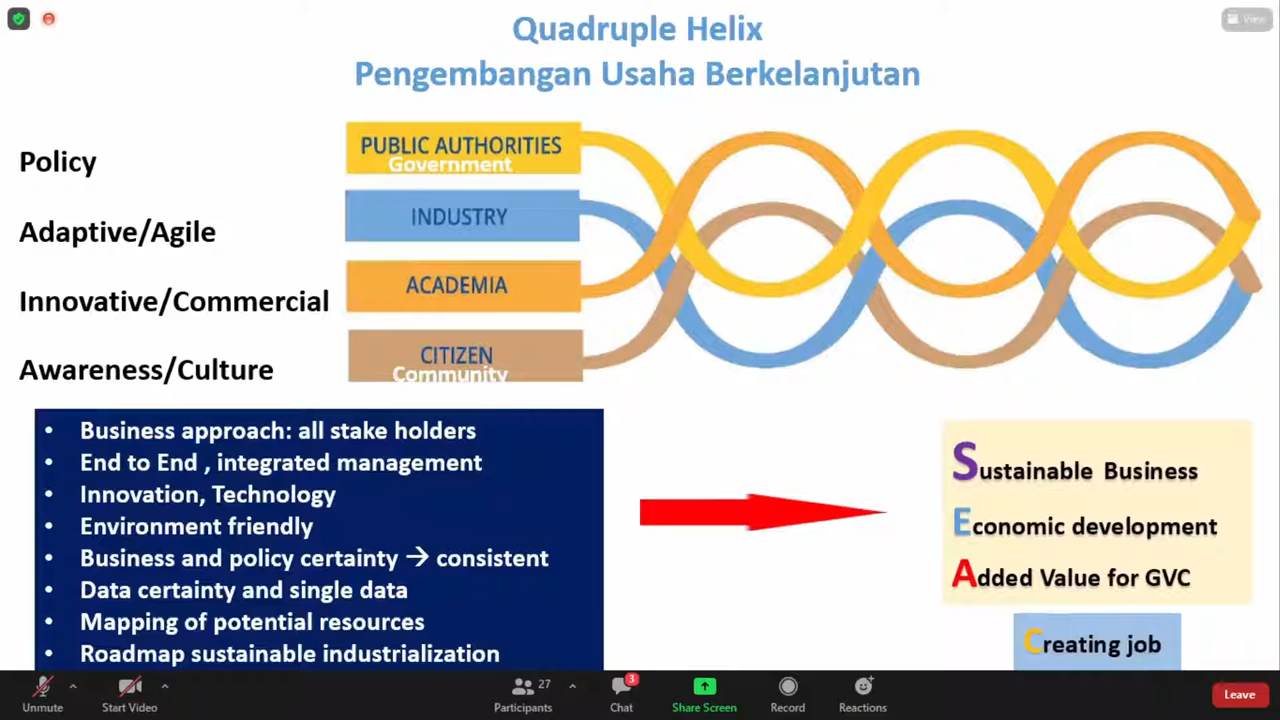 View
Quadruple Helix
Pengembangan Usaha Berkelanjutan
Policy
PUBLIC AUTHORITIES
Government
Adaptive/Agile
INDUSTRY
Innovative/Commercial
ACADEMIA
Awareness/Culture
CITIZEN
Community
• Business approach: all stake holders
• End to End , integrated management
• Innovation, Technology
• Environment friendly
• Business and policy certainty → consistent
• Data certainty and single data
• Mapping of potential resources
• Roadmap sustainable industrialization
Sustainable Business
Economic development
Added Value for GVC
Creating job
Unmute
Start Video
27
Participants
3
Chat
Share Screen
Record
Reactions
Leave